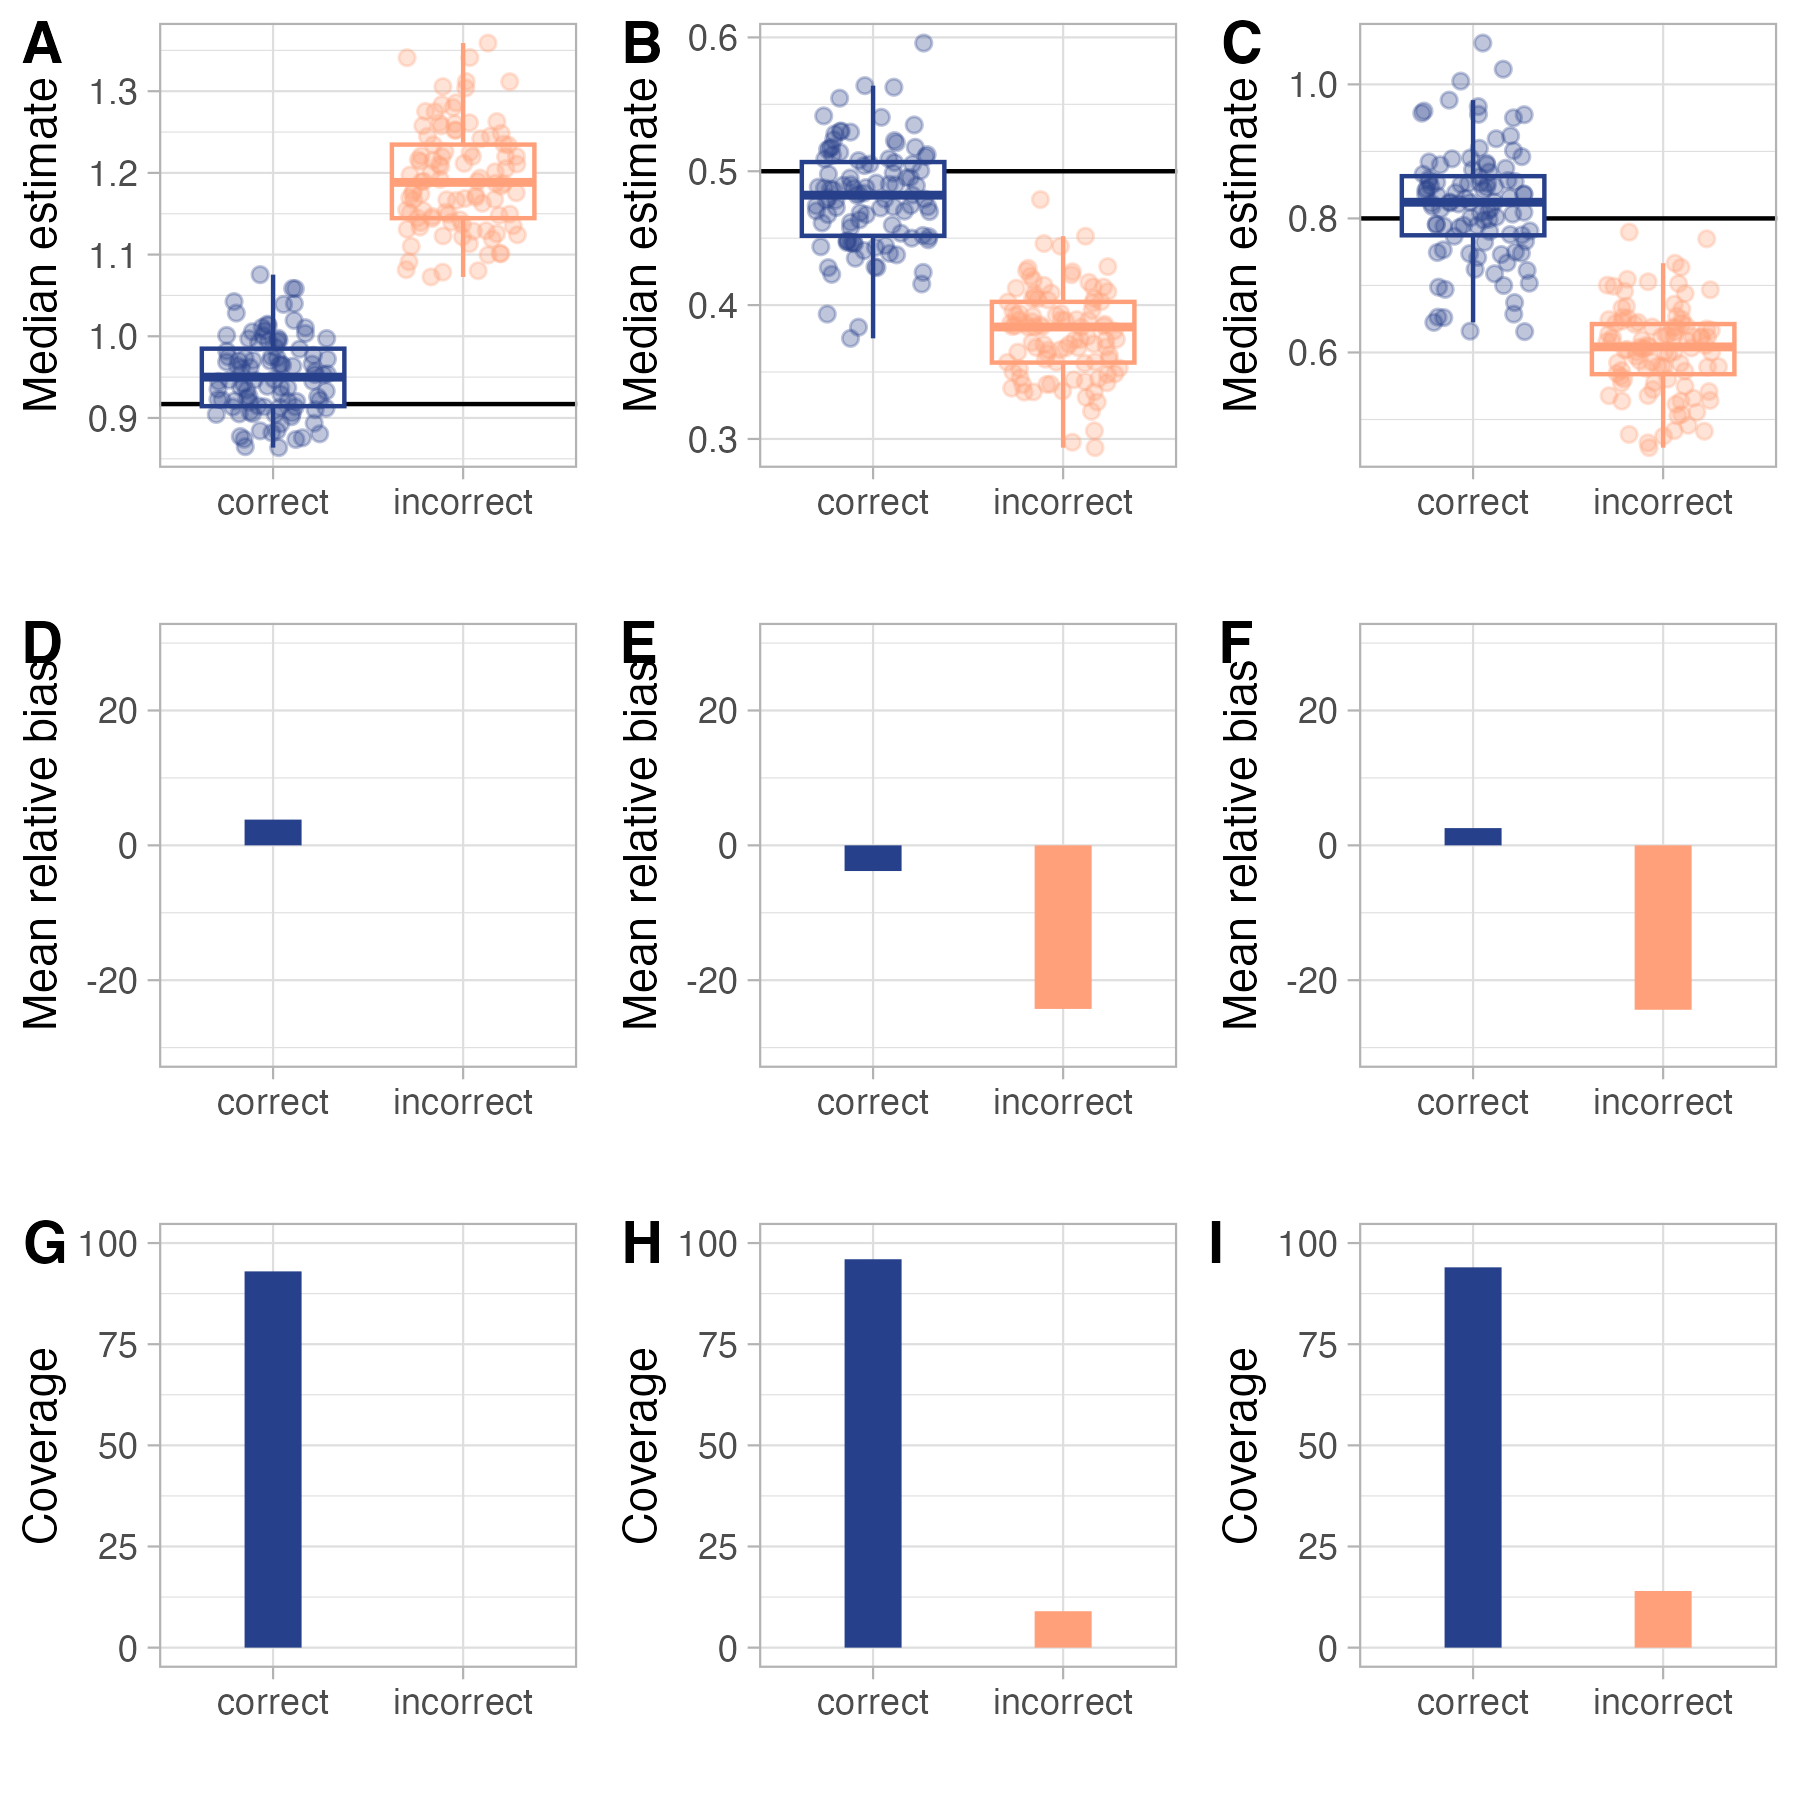 A
Median estimate
1.3
1.2
1.1
1.0
0.9
correct incorrect
B
Median estimate
0.6
0.5
0.4
0.3
correct incorrect
C
Median estimate
1.0
0.8
0.6
correct incorrect
D
Mean relative bias
20
0
-20
correct incorrect
E
Mean relative bias
20
0
-20
correct incorrect
F
Mean relative bias
20
0
-20
correct incorrect
G
Coverage
100
75
50
25
0
correct incorrect
H
Coverage
100
75
50
25
0
correct incorrect
I
Coverage
100
75
50
25
0
correct incorrect